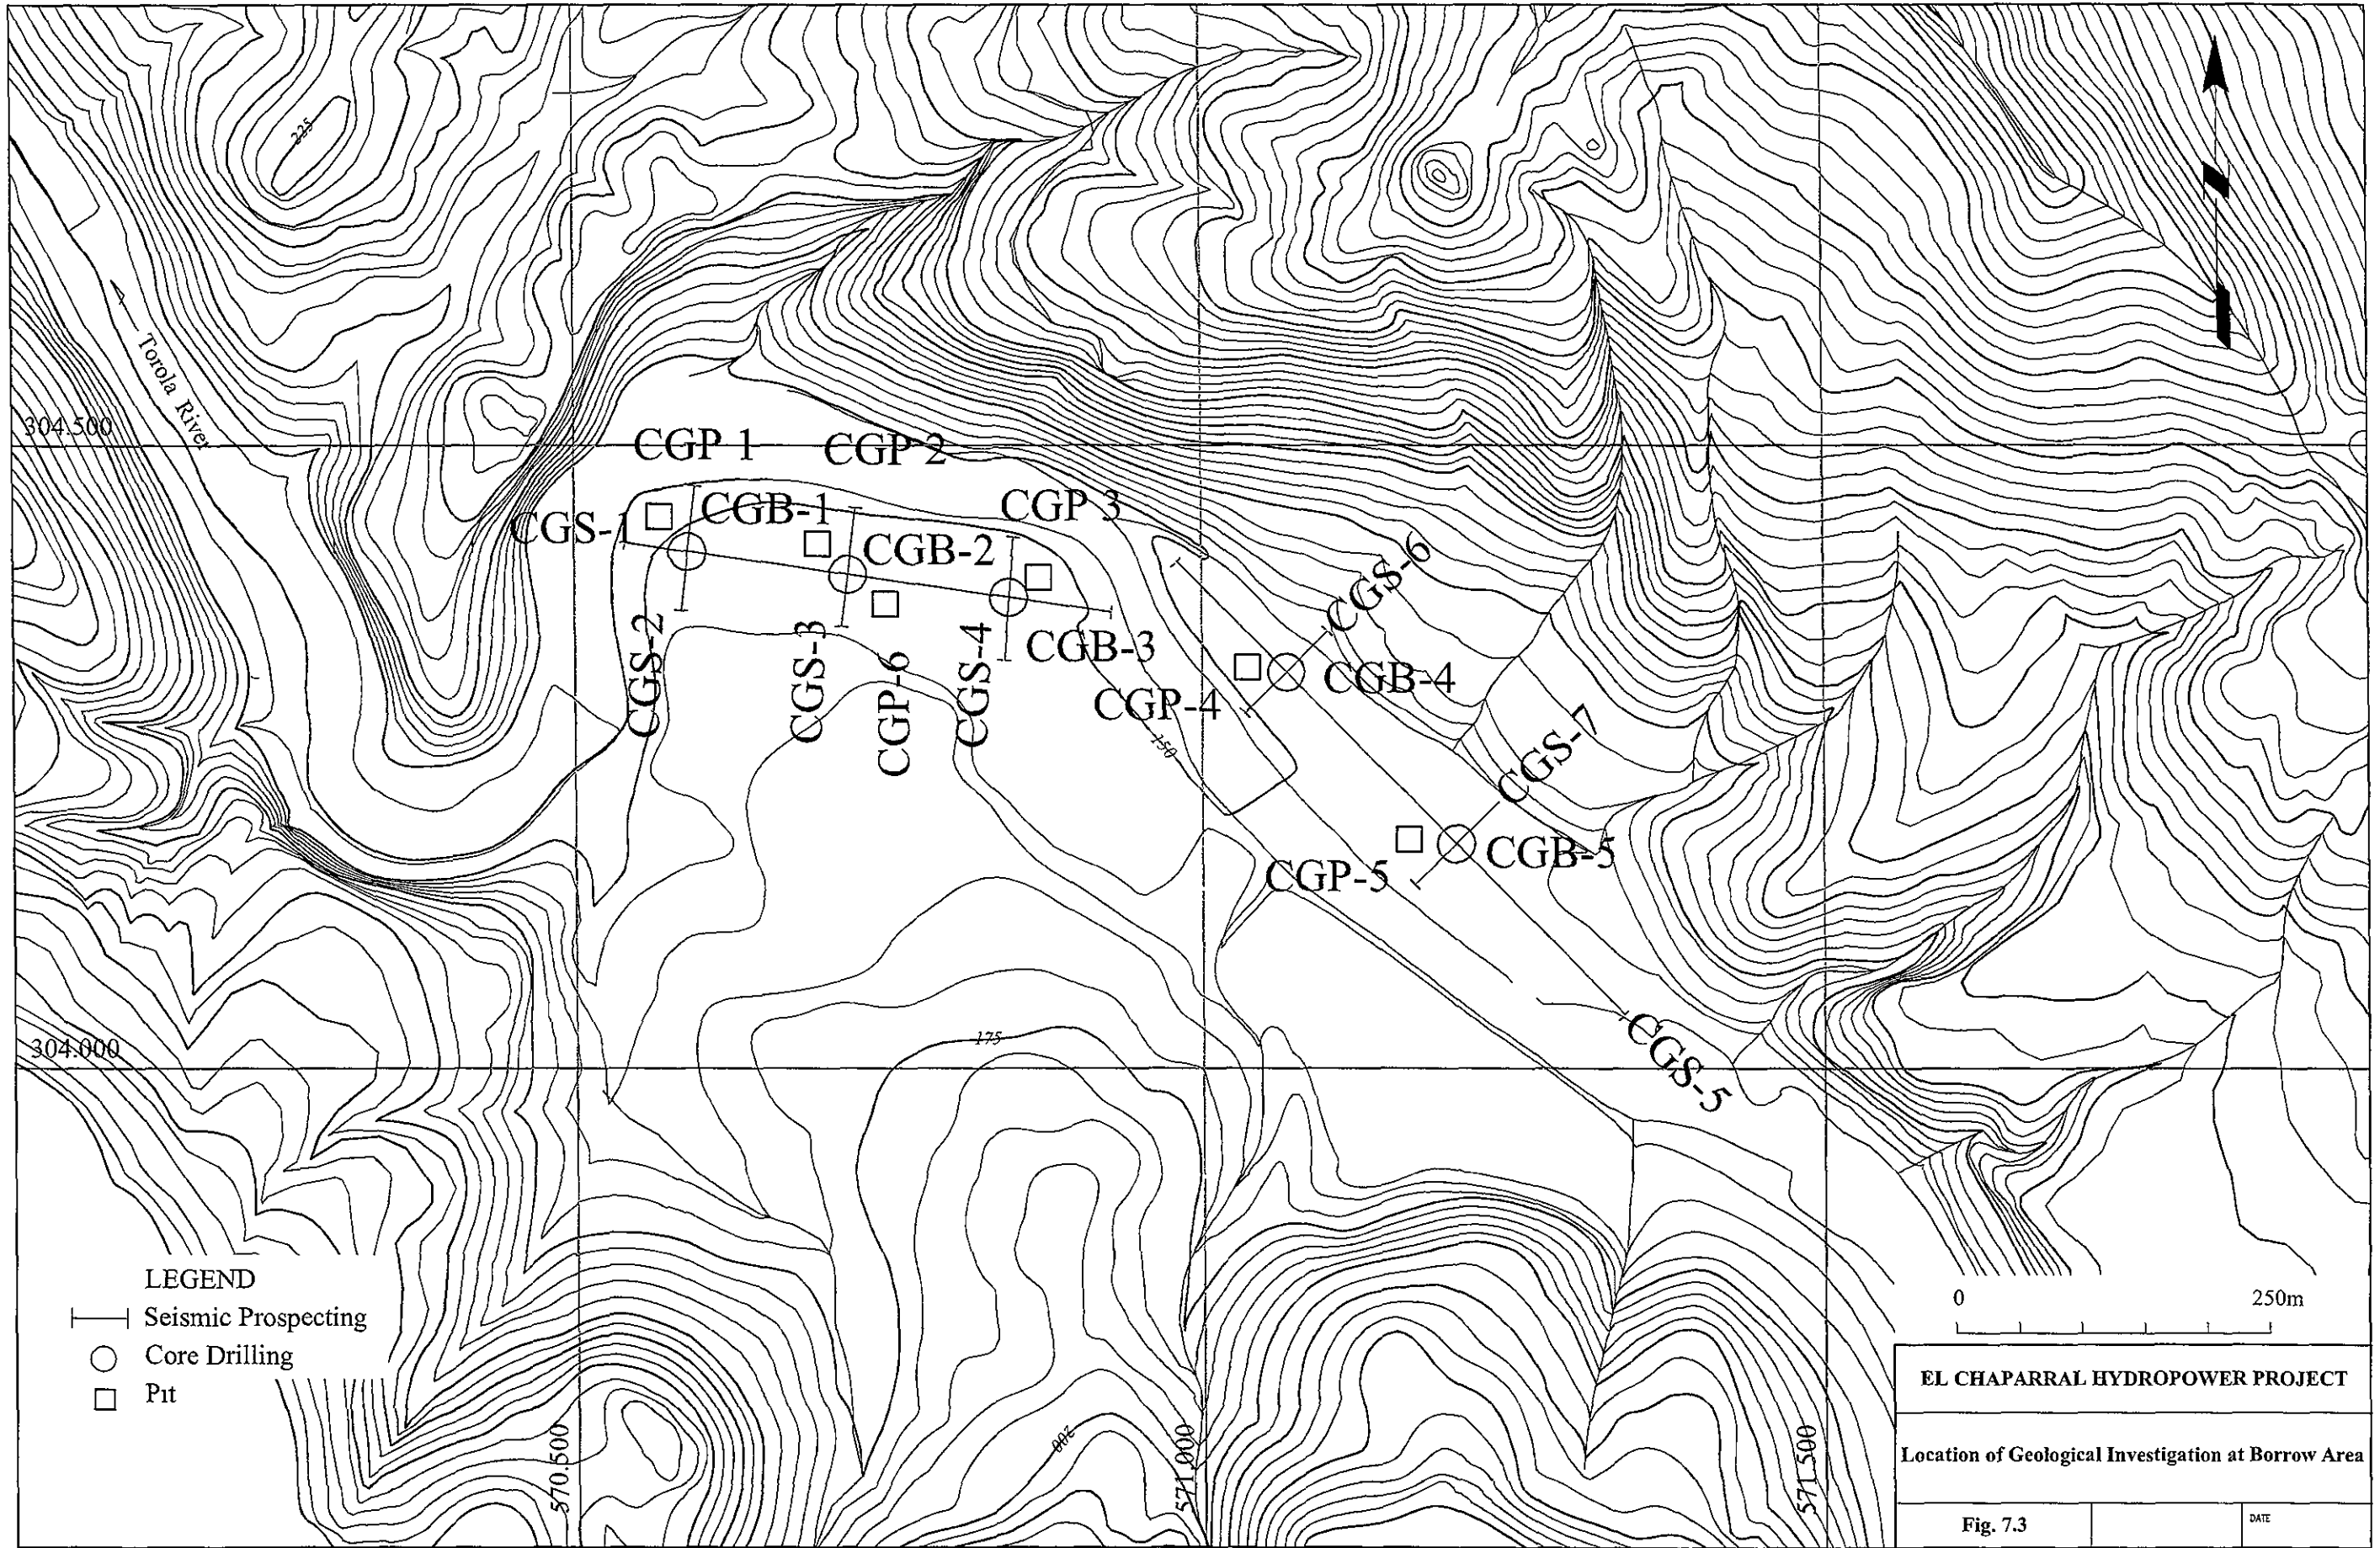 225
Torola River
304.500
CGP 1
CGP 2
CGP 3
CGS-1
CGB-1
CGB-2
CGS-6
CGS-2
CGS-3
CGP-6
CGS-4
CGB-3
CGP-4
CGB-4
150
CGS-7
CGP-5
CGB-5
304.000
175
CGS-5
LEGEND
Seismic Prospecting
Core Drilling
Pit
570.500
200
571.000
571.500
0 250m
EL CHAPARRAL HYDROPOWER PROJECT
Location of Geological Investigation at Borrow Area
Fig. 7.3
DATE